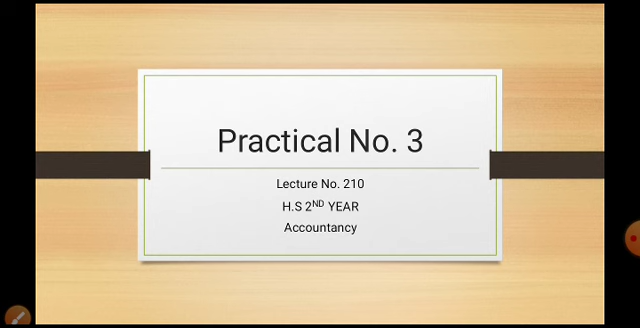 Practical No. 3
Lecture No. 210
H.S 2ND YEAR
Accountancy